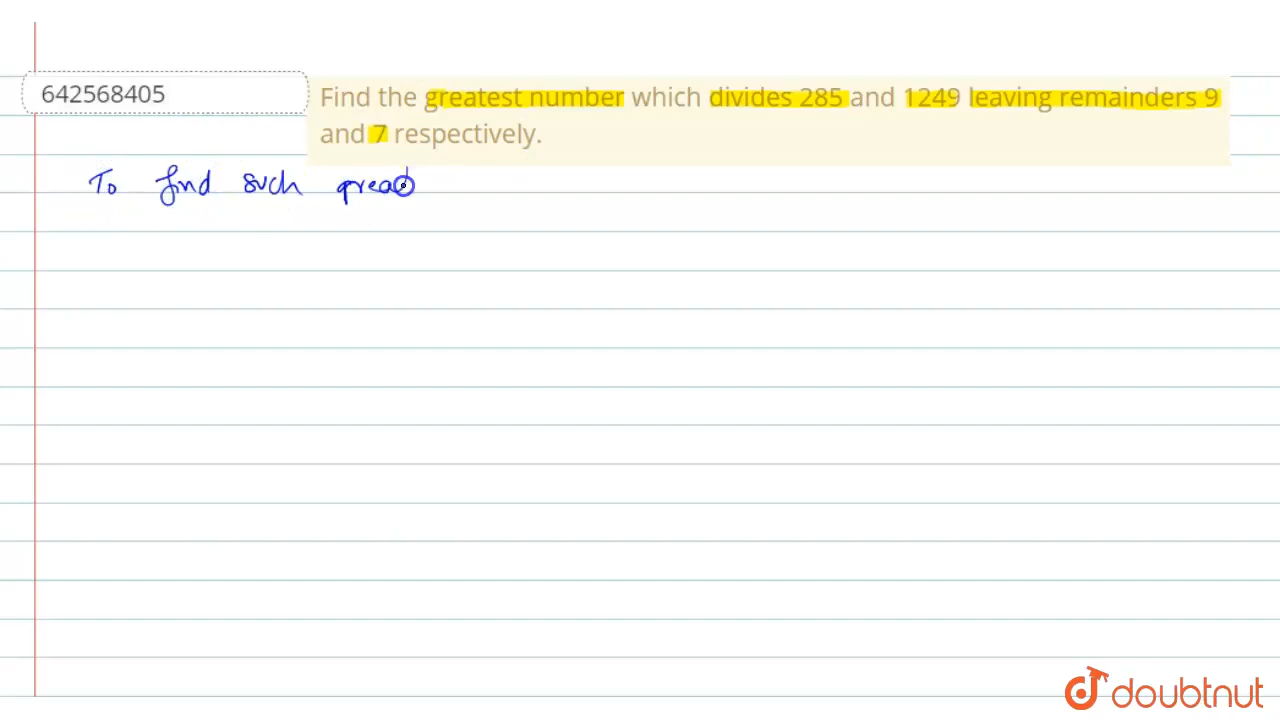 642568405
Find the greatest number which divides 285 and 1249 leaving remainders 9
and 7 respectively.
To find such
doubtnut